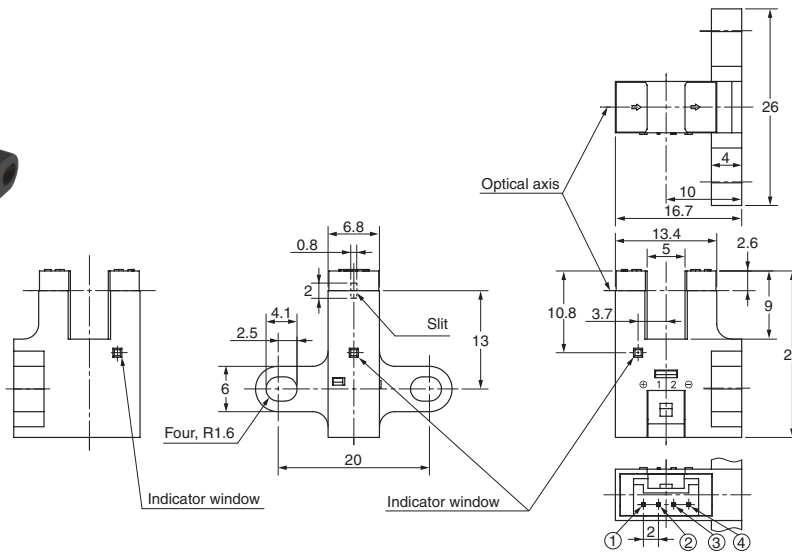 26
4
10
16.7
Optical axis
6.8
13.4
0.8
5
2.6
2
4.1
10.8
3.7
9
Slit
2.5
13
⊕ 1 2 ⊖
6
Four, R1.6
20
Indicator window
Indicator window
① 2 ② ③ ④